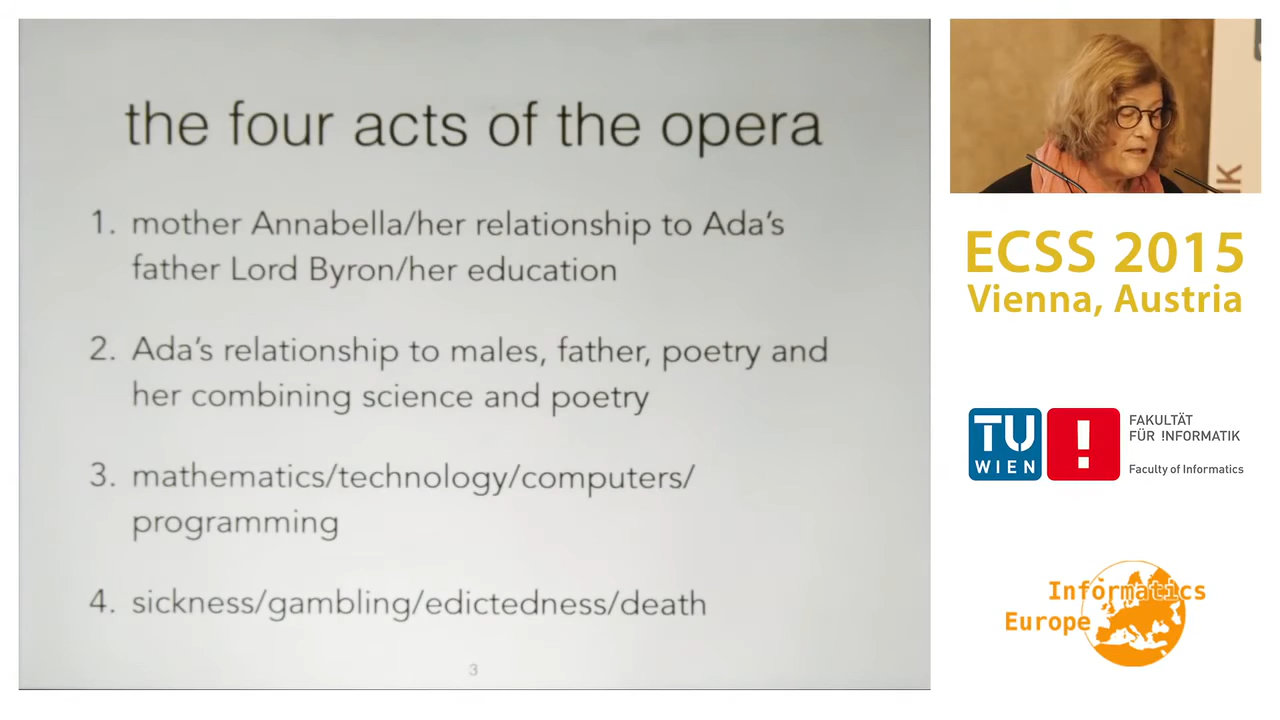 the four acts of the opera
1. mother Annabella/her relationship to Ada's
father Lord Byron/her education
2. Ada's relationship to males, father, poetry and
her combining science and poetry
3. mathematics/technology/computers/
programming
4. sickness/gambling/edictedness/death
3
IK
ECSS 2015
Vienna, Austria
TU
WIEN
!
FAKULTÄT
FÜR !NFORMATIK
Faculty of Informatics
Informatics
Europe